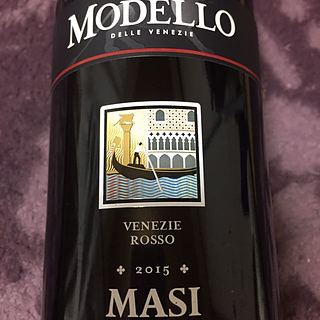 MODELLO
DELLE VENEZIE
VENEZIE
ROSSO
2015
MASI